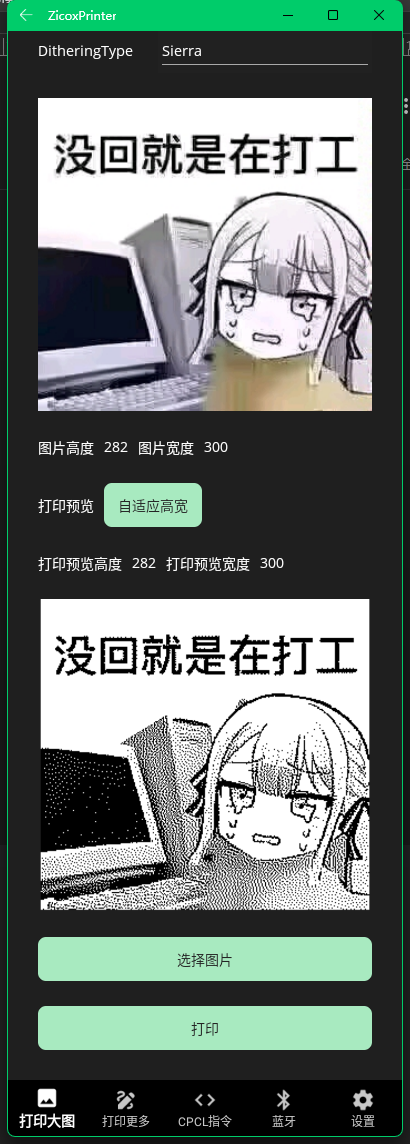 ZicoxPrinter
DitheringType Sierra
没回就是在打工
图片高度 282 图片宽度 300
打印预览 自适应高宽
打印预览高度 282 打印预览宽度 300
没回就是在打工
选择图片
打印
打印大图 打印更多 CPCL指令 蓝牙 设置